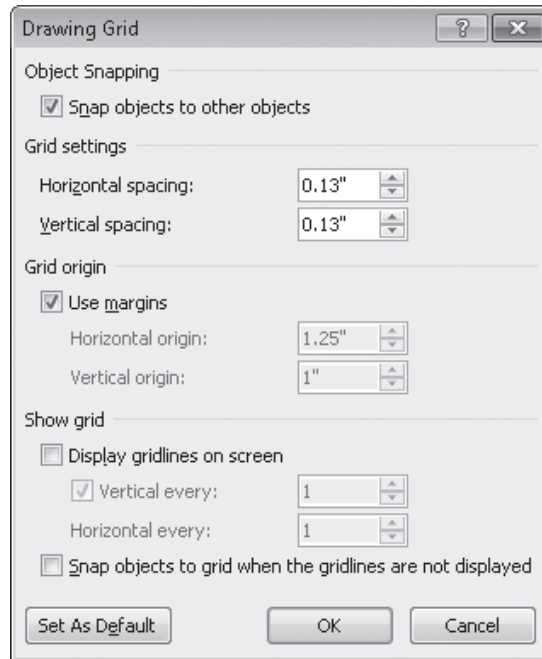 Drawing Grid
Object Snapping
Snap objects to other objects
Grid settings
Horizontal spacing: 0.13"
Vertical spacing: 0.13"
Grid origin
Use margins
Horizontal origin: 1.25"
Vertical origin: 1"
Show grid
Display gridlines on screen
Vertical every: 1
Horizontal every: 1
Snap objects to grid when the gridlines are not displayed
Set As Default OK Cancel